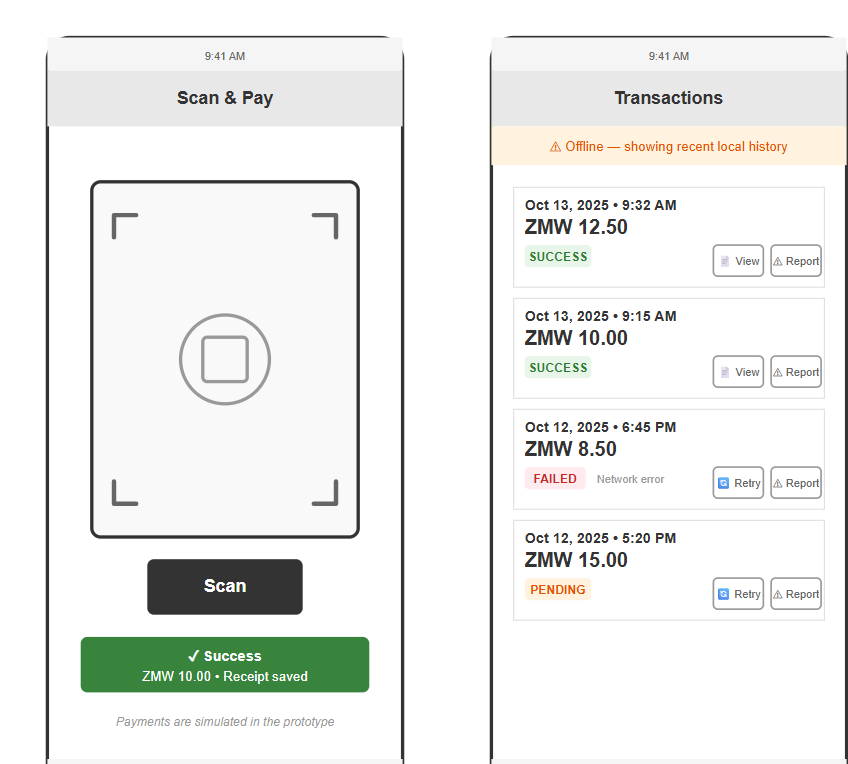 9:41 AM
Scan & Pay
Scan
✓ Success
ZMW 10.00 • Receipt saved
Payments are simulated in the prototype
9:41 AM
Transactions
⚠ Offline — showing recent local history
Oct 13, 2025 • 9:32 AM
ZMW 12.50
SUCCESS
View
⚠ Report
Oct 13, 2025 • 9:15 AM
ZMW 10.00
SUCCESS
View
⚠ Report
Oct 12, 2025 • 6:45 PM
ZMW 8.50
FAILED
Network error
Retry
⚠ Report
Oct 12, 2025 • 5:20 PM
ZMW 15.00
PENDING
Retry
⚠ Report